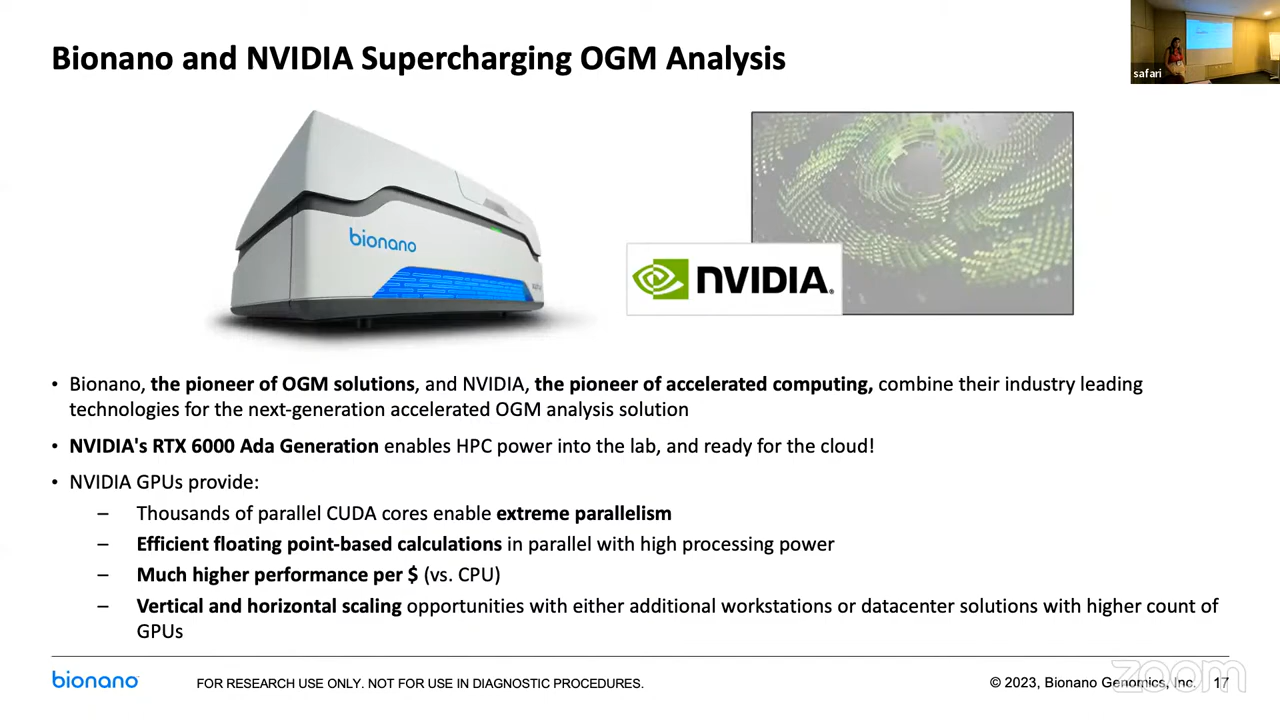 Bionano and NVIDIA Supercharging OGM Analysis
safari
bionano
NVIDIA.
• Bionano, the pioneer of OGM solutions, and NVIDIA, the pioneer of accelerated computing, combine their industry leading
technologies for the next-generation accelerated OGM analysis solution
• NVIDIA's RTX 6000 Ada Generation enables HPC power into the lab, and ready for the cloud!
• NVIDIA GPUs provide:
– Thousands of parallel CUDA cores enable extreme parallelism
– Efficient floating point-based calculations in parallel with high processing power
– Much higher performance per $ (vs. CPU)
– Vertical and horizontal scaling opportunities with either additional workstations or datacenter solutions with higher count of
GPUs
bionano
FOR RESEARCH USE ONLY. NOT FOR USE IN DIAGNOSTIC PROCEDURES.
© 2023, Bionano Genomics, Inc. 17
zoom